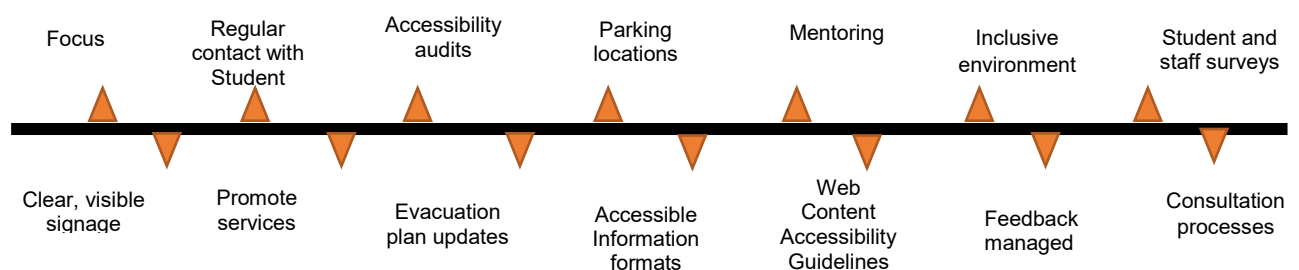 Focus
Regular
contact with
Student
Accessibility
audits
Parking
locations
Mentoring
Inclusive
environment
Student and
staff surveys
Clear, visible
signage
Promote
services
Evacuation
plan updates
Accessible
Information
formats
Web
Content
Accessibility
Guidelines
Feedback
managed
Consultation
processes